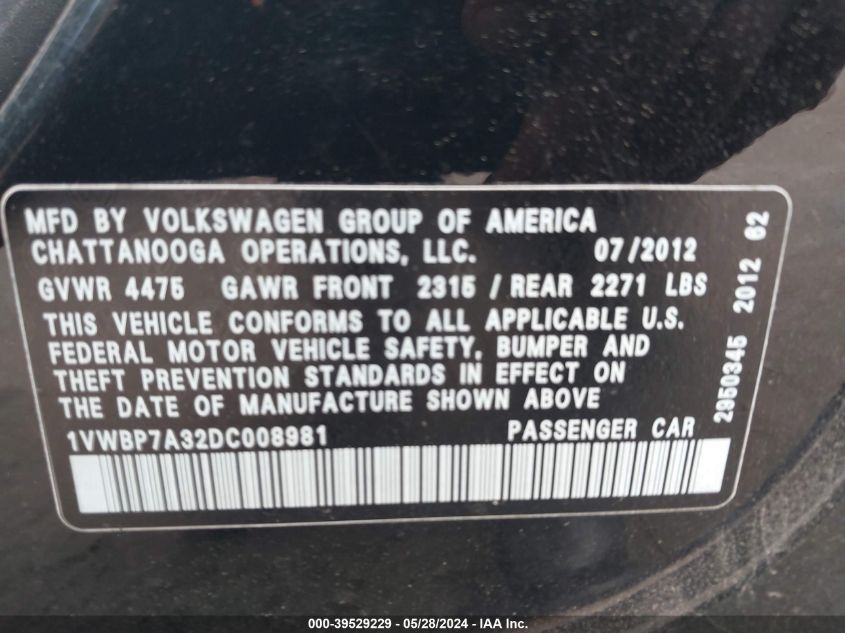 MFD BY VOLKSWAGEN GROUP OF AMERICA
CHATTANOOGA OPERATIONS, LLC. 07/2012
GVWR 4475 GAWR FRONT 2315 / REAR 2271 LBS
THIS VEHICLE CONFORMS TO ALL APPLICABLE U.S.
FEDERAL MOTOR VEHICLE SAFETY, BUMPER AND
THEFT PREVENTION STANDARDS IN EFFECT ON
THE DATE OF MANUFACTURE SHOWN ABOVE
1VWBP7A32DC008981 PASSENGER CAR
2950345 2012 62
000-39529229 - 05/28/2024 - IAA Inc.